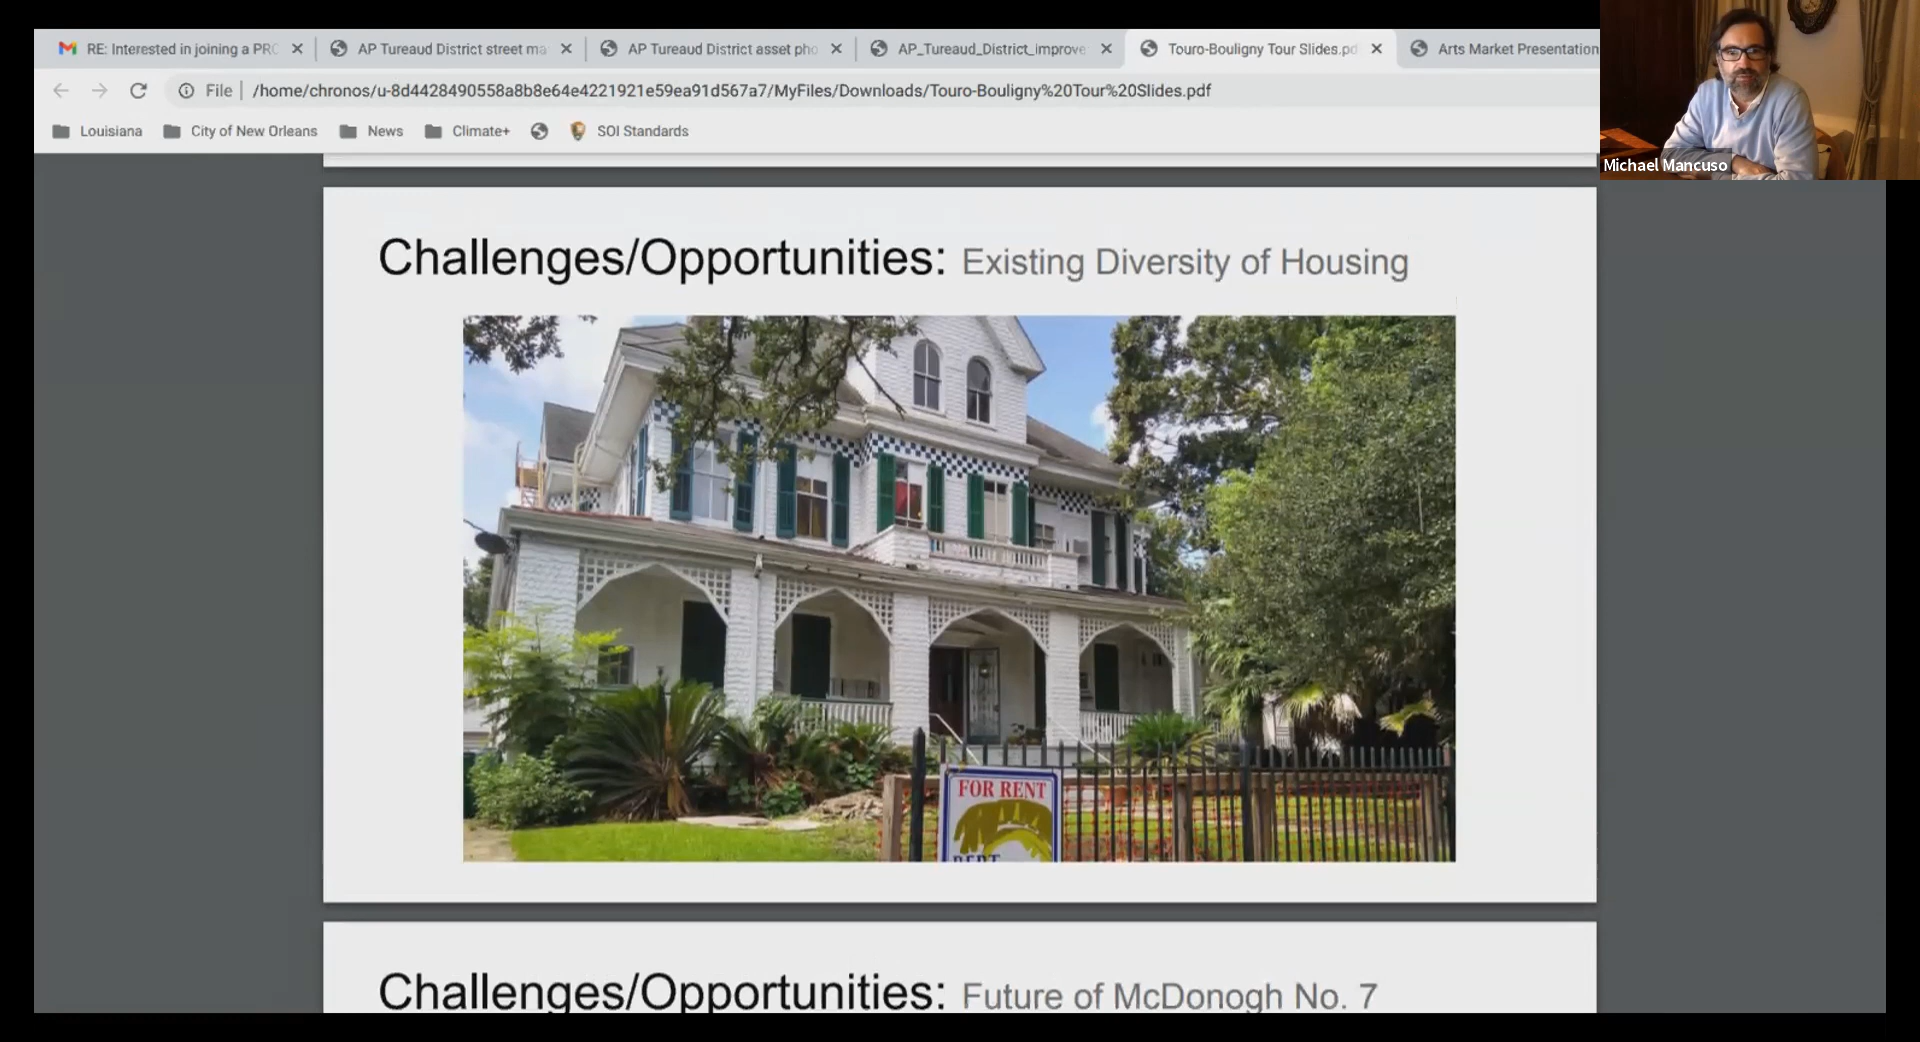 RE: Interested in joining a PRC
AP Tureaud District street ma
AP Tureaud District asset pho
AP_Tureaud_District_improve
Touro-Bouligny Tour Slides.pd
Arts Market Presentation
File
/home/chronos/u-8d4428490558a8b8e64e4221921e59ea91d567a7/MyFiles/Downloads/Touro-Bouligny%20Tour%20Slides.pdf
Louisiana
City of New Orleans
News
Climate+
SOI Standards
Michael Mancuso
Challenges/Opportunities: Existing Diversity of Housing
FOR RENT
RENT
Challenges/Opportunities: Future of McDonogh No. 7